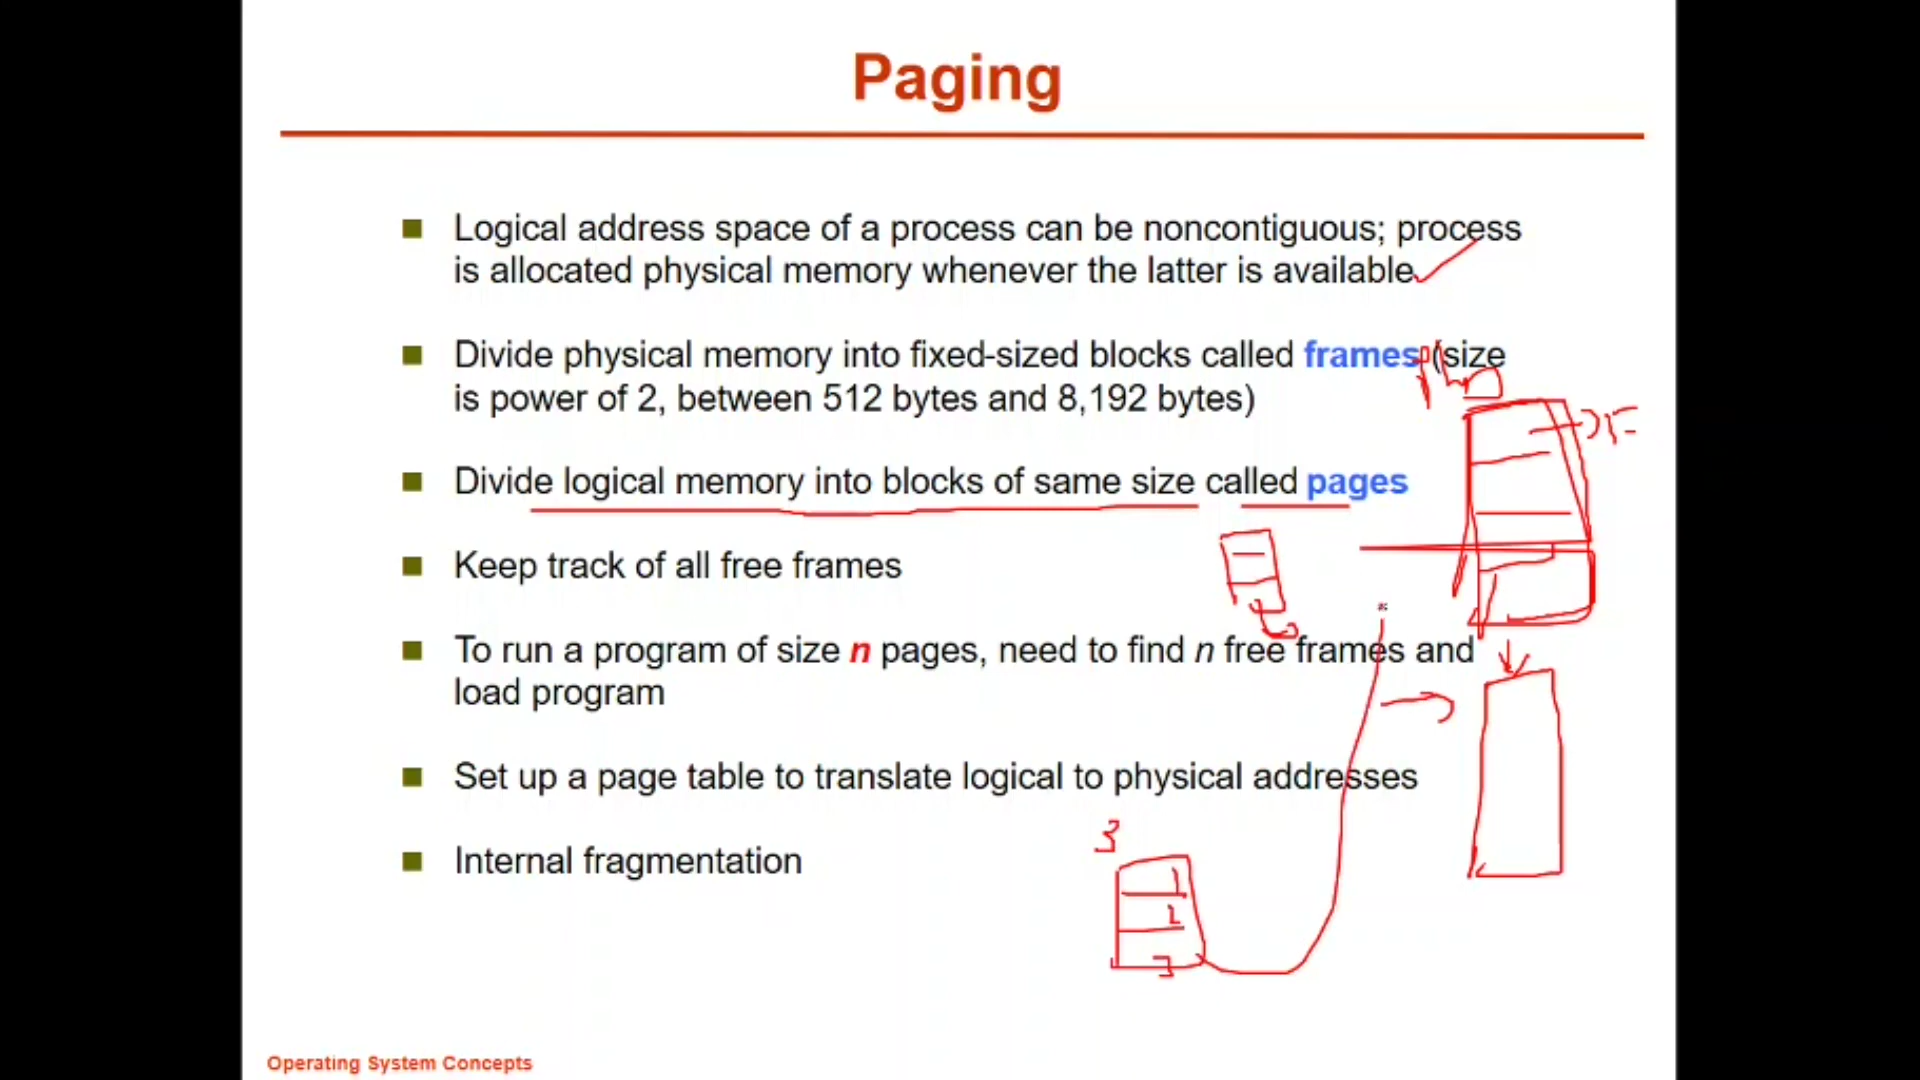 Paging
Logical address space of a process can be noncontiguous; process
is allocated physical memory whenever the latter is available
Divide physical memory into fixed-sized blocks called frames (size
is power of 2, between 512 bytes and 8,192 bytes)
Divide logical memory into blocks of same size called pages
Keep track of all free frames
To run a program of size n pages, need to find n free frames and
load program
Set up a page table to translate logical to physical addresses
Internal fragmentation
3
1
2
3
Operating System Concepts